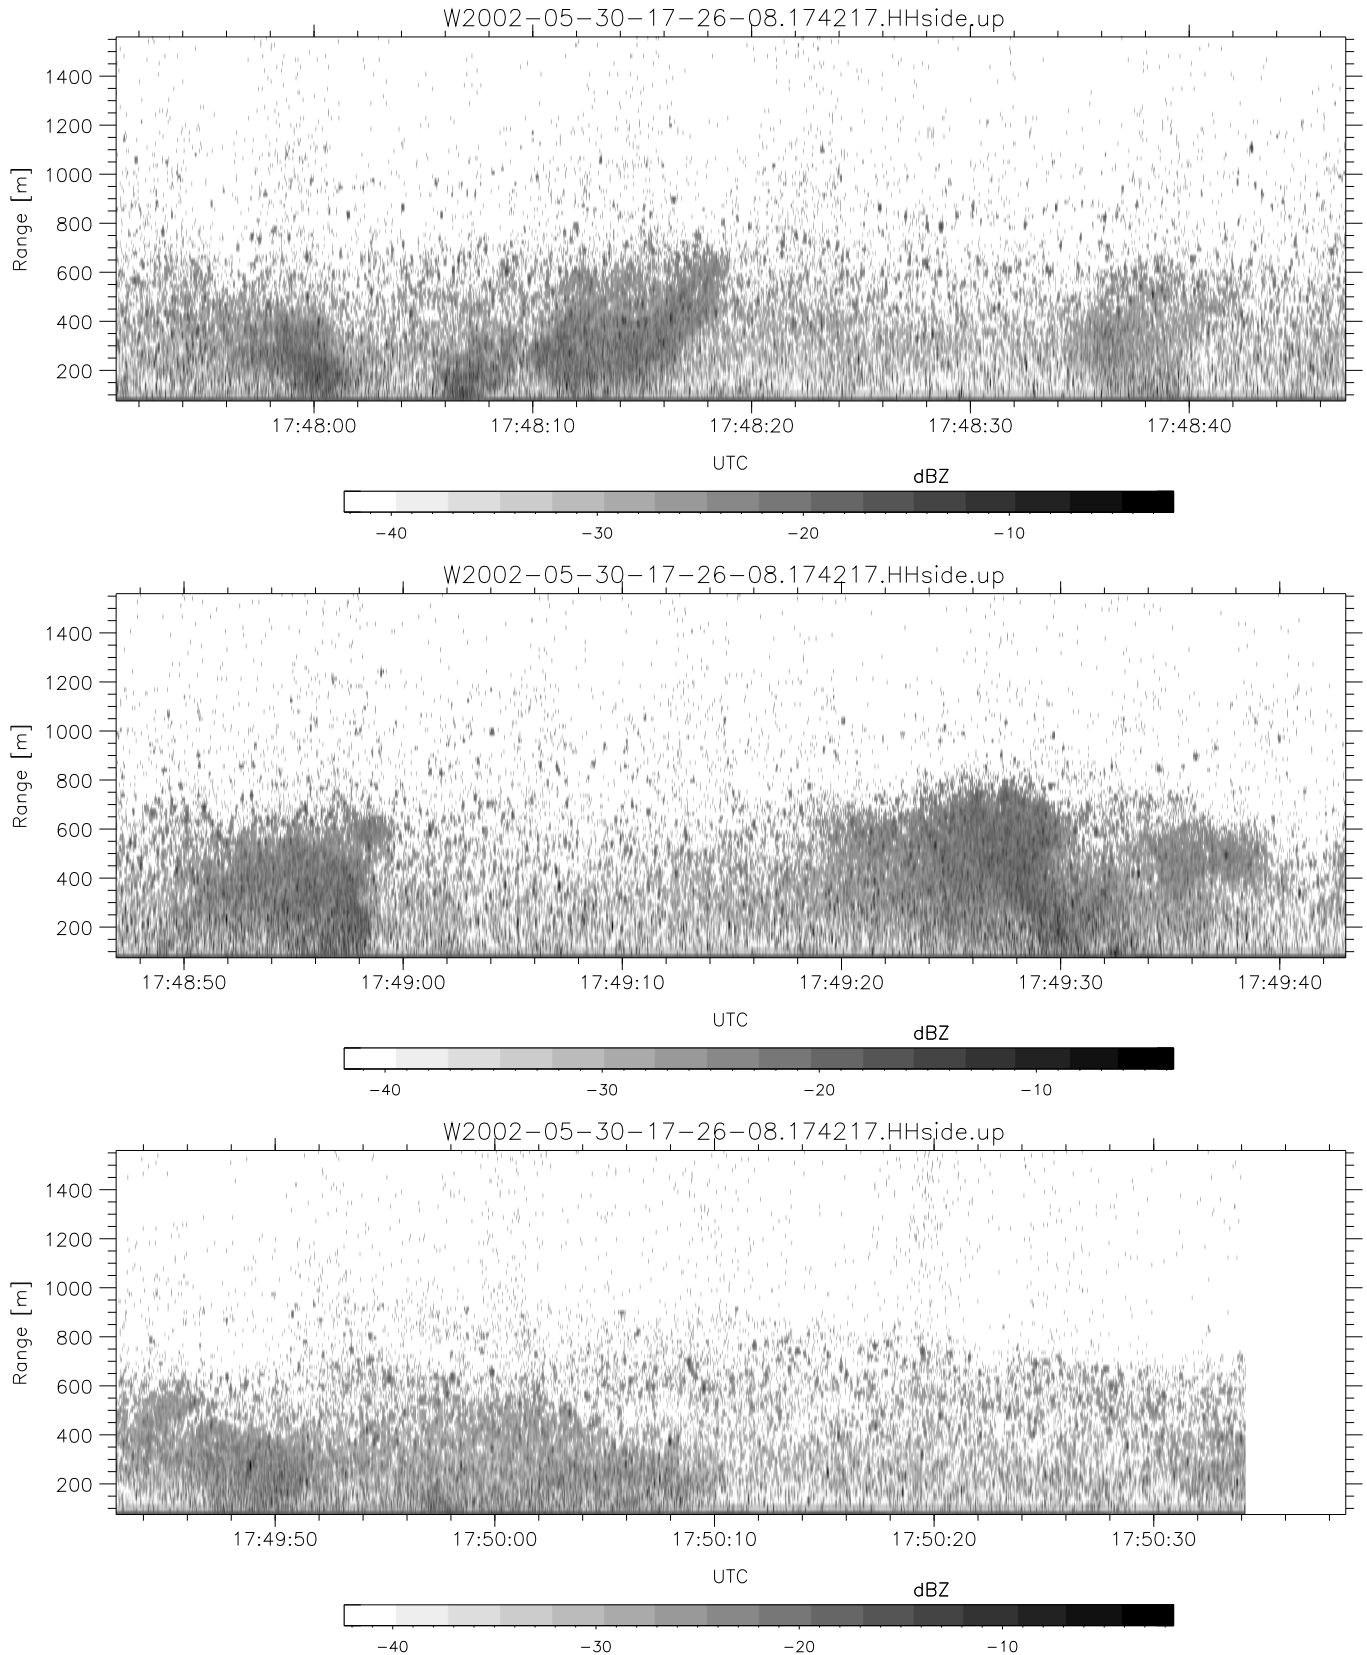 W2002-05-30-17-26-08.174217.HHside.up
1400
1200
1000
800
600
400
200
Range [m]
17:48:00 17:48:10 17:48:20 17:48:30 17:48:40
UTC
dBZ
-40 -30 -20 -10
W2002-05-30-17-26-08.174217.HHside.up
1400
1200
1000
800
600
400
200
Range [m]
17:48:50 17:49:00 17:49:10 17:49:20 17:49:30 17:49:40
UTC
dBZ
-40 -30 -20 -10
W2002-05-30-17-26-08.174217.HHside.up
1400
1200
1000
800
600
400
200
Range [m]
17:49:50 17:50:00 17:50:10 17:50:20 17:50:30
UTC
dBZ
-40 -30 -20 -10